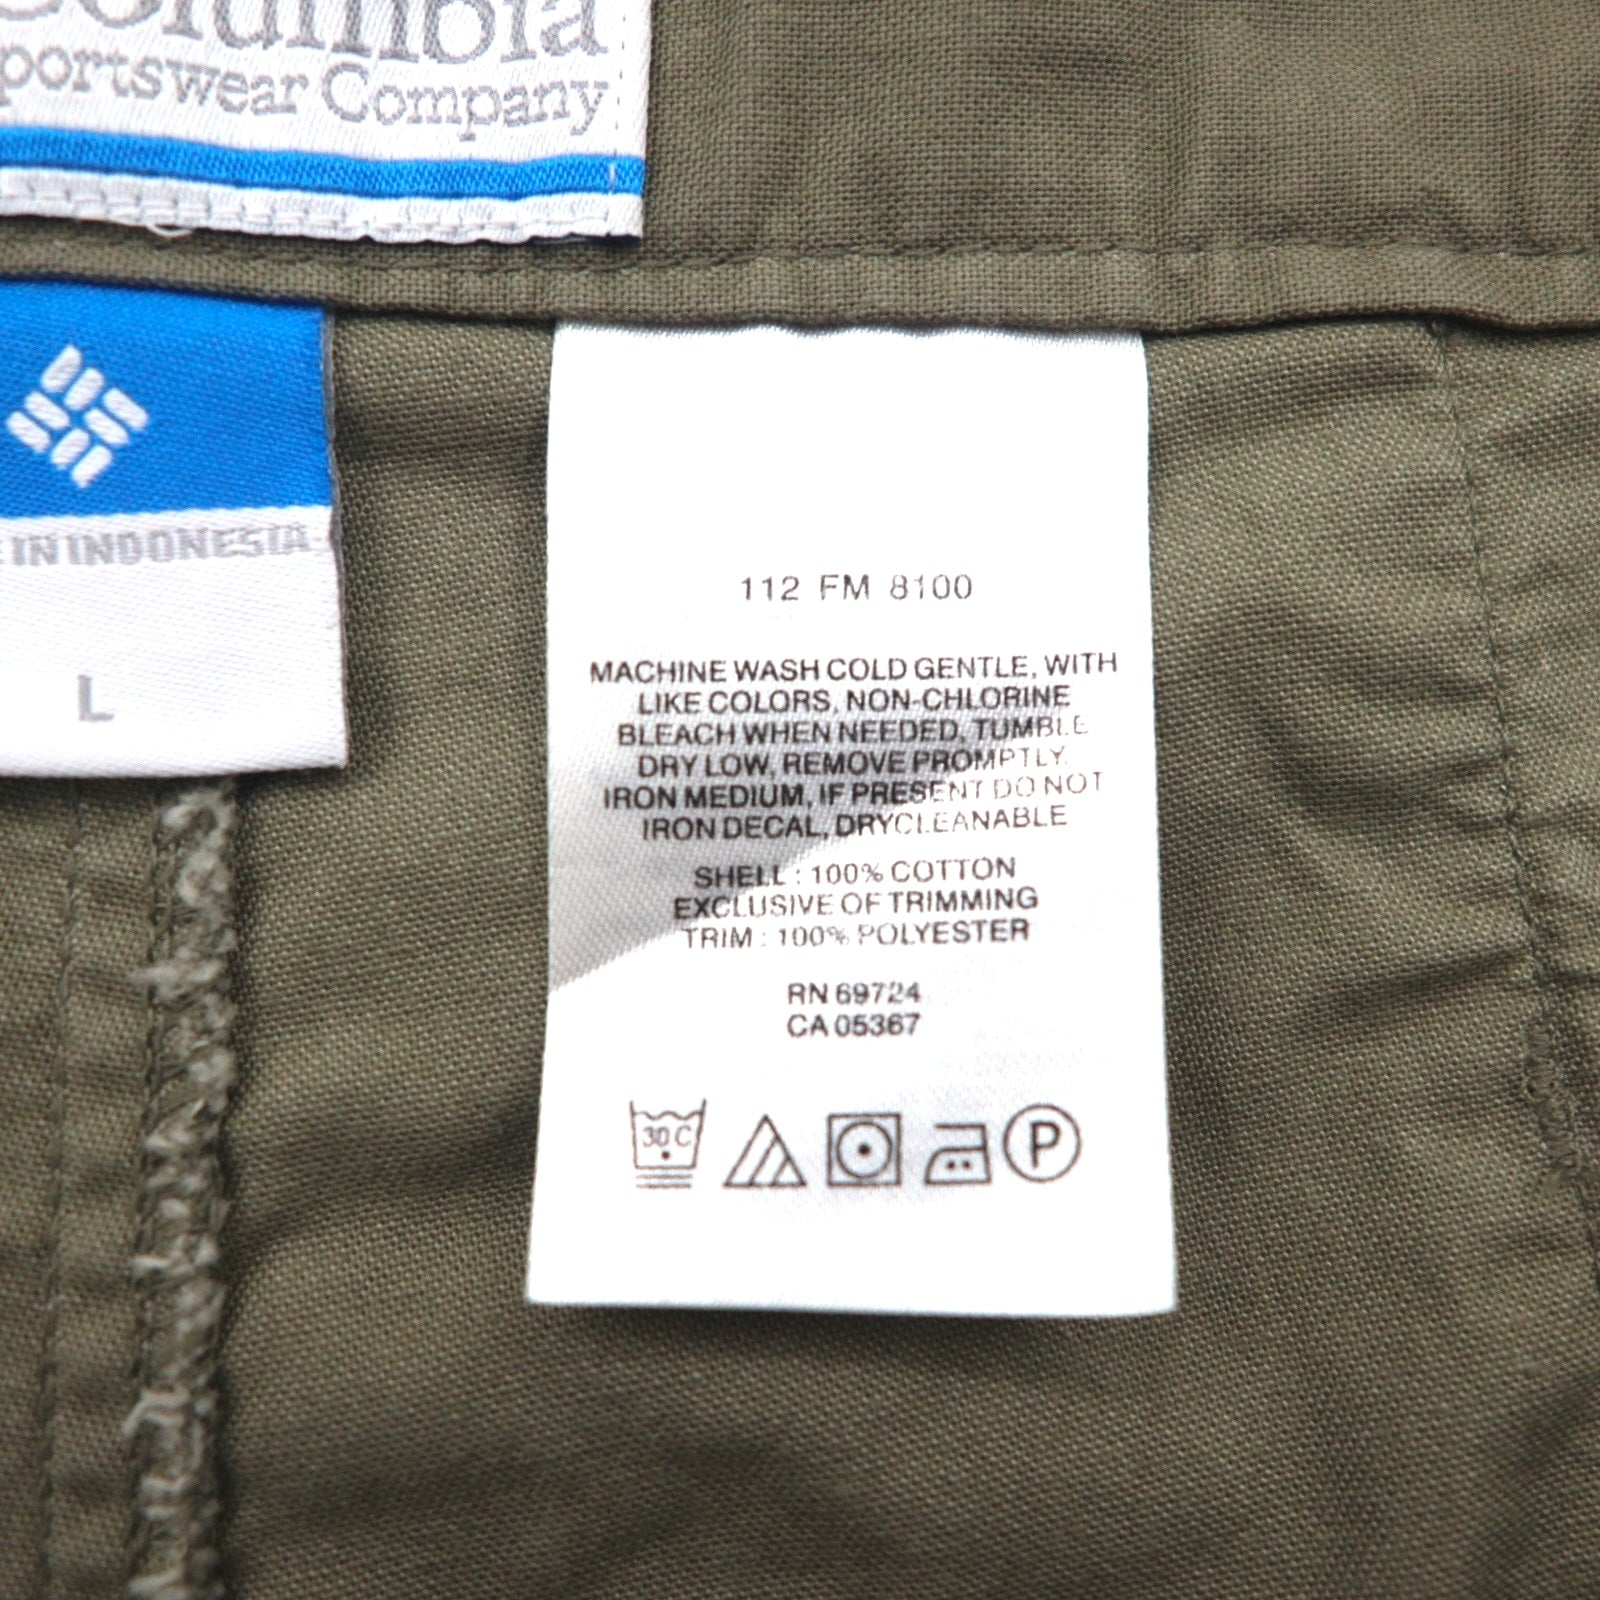 Columbia
Sportswear Company
E IN INDONESIA
L
112 FM 8100
MACHINE WASH COLD GENTLE, WITH
LIKE COLORS, NON-CHLORINE
BLEACH WHEN NEEDED, TUMBLE
DRY LOW, REMOVE PROMPTLY.
IRON MEDIUM, IF PRESENT DO NOT
IRON DECAL, DRYCLEANABLE
SHELL : 100% COTTON
EXCLUSIVE OF TRIMMING
TRIM : 100% POLYESTER
RN 69724
CA 05367
30 C
P